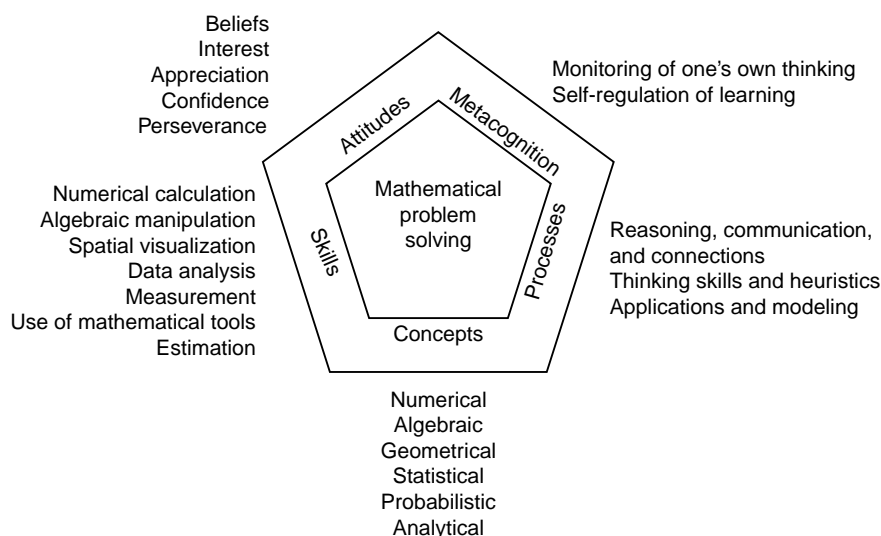 Beliefs
Interest
Appreciation
Confidence
Perseverance
Monitoring of one's own thinking
Self-regulation of learning
Attitudes
Metacognition
Numerical calculation
Algebraic manipulation
Spatial visualization
Data analysis
Measurement
Use of mathematical tools
Estimation
Skills
Mathematical
problem
solving
Processes
Reasoning, communication,
and connections
Thinking skills and heuristics
Applications and modeling
Concepts
Numerical
Algebraic
Geometrical
Statistical
Probabilistic
Analytical